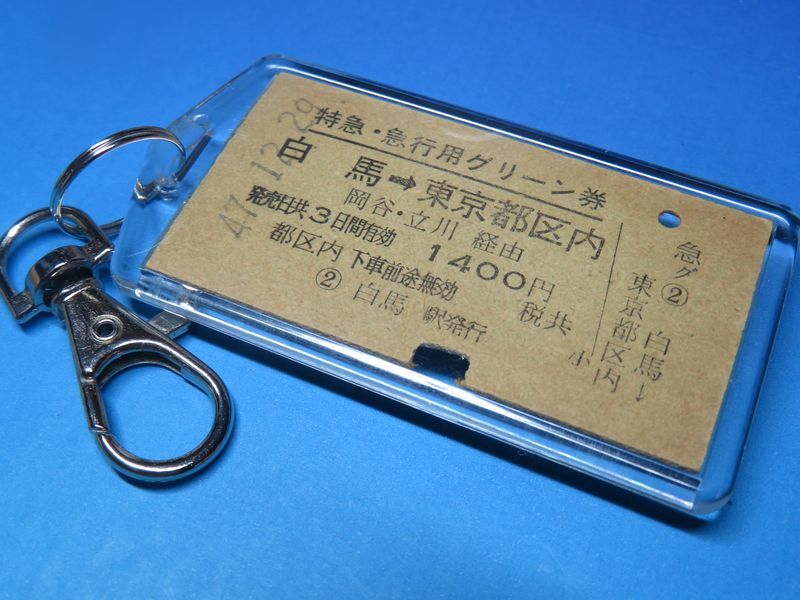 47.12.29
特急・急行用グリーン券
白馬➡東京都区内
岡谷・立川 経由
発売日共3日間有効 1400円
都区内下車前途無効 税共
② 白馬 駅発行
急グ②
白馬→
東京都区内
小